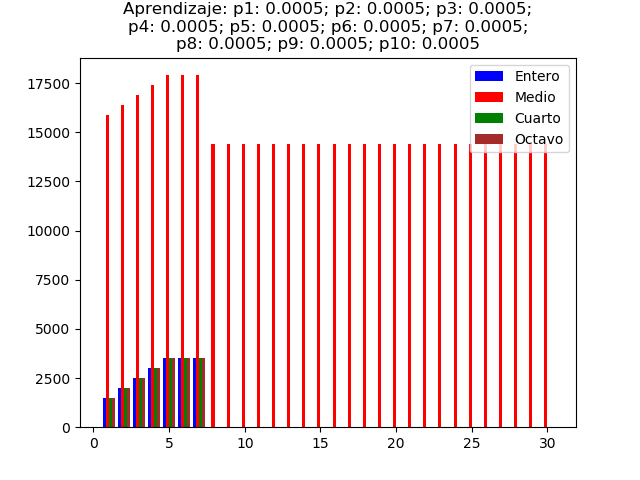 Aprendizaje: p1: 0.0005; p2: 0.0005; p3: 0.0005;
p4: 0.0005; p5: 0.0005; p6: 0.0005; p7: 0.0005;
p8: 0.0005; p9: 0.0005; p10: 0.0005
Entero
Medio
Cuarto
Octavo
17500
15000
12500
10000
7500
5000
2500
0
0 5 10 15 20 25 30